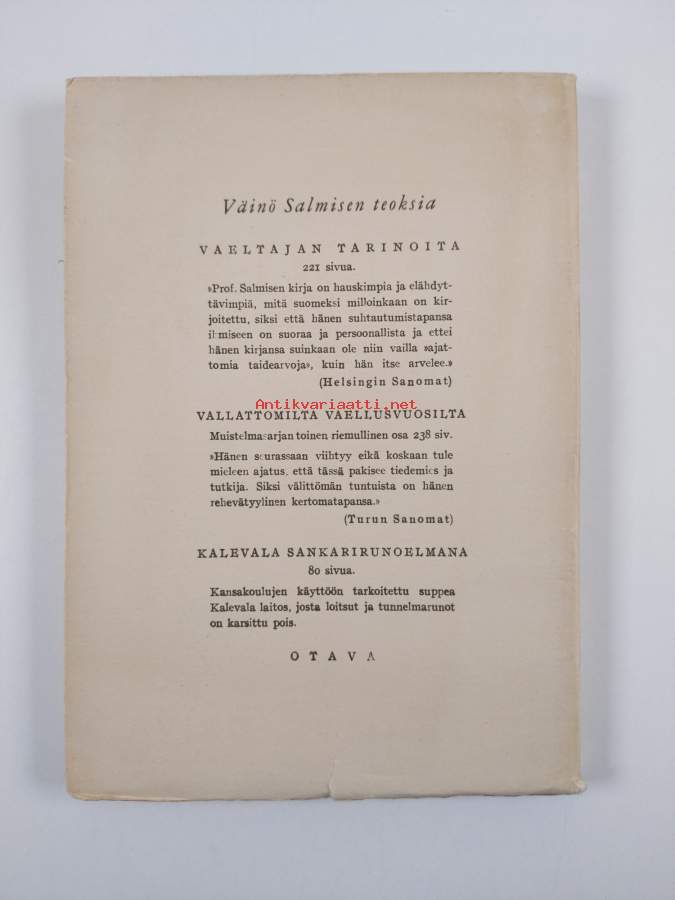 Väinö Salmisen teoksia
VAELTAJAN TARINOITA
221 sivua.
»Prof. Salmisen kirja on hauskimpia ja elähdyt-
tävimpiä, mitä suomeksi milloinkaan on kir-
joitettu, siksi että hänen suhtautumistapansa
ilmiseen on suoraa ja persoonallista ja ettei
hänen kirjansa suinkaan ole niin vailla »ajat-
tomia taidearvoja», kuin hän itse arvelee.»
(Helsingin Sanomat)
Antikvariaatti.net
VALLATTOMILTA VAELLUSVUOSILTA
Muistelmasarjan toinen riemullinen osa 238 siv.
»Hänen seurassaan viihtyy eikä koskaan tule
mieleen ajatus, että tässä pakisee tiedemies ja
tutkija. Siksi välittömän tuntuista on hänen
rehevätyylinen kertomatapansa.»
(Turun Sanomat)
KALEVALA SANKARIRUNOELMANA
80 sivua.
Kansakoulujen käyttöön tarkoitettu suppea
Kalevala laitos, josta loitsut ja tunnelmarunot
on karsittu pois.
OTAVA